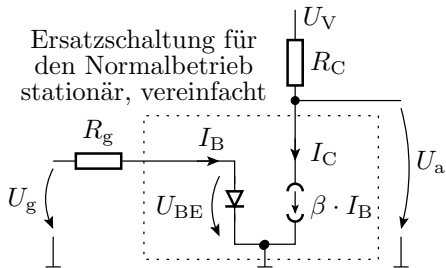 Ersatzschaltung für
den Normalbetrieb
stationär, vereinfacht
U_V
R_C
R_g
I_B
I_C
U_a
U_g
U_BE
β · I_B